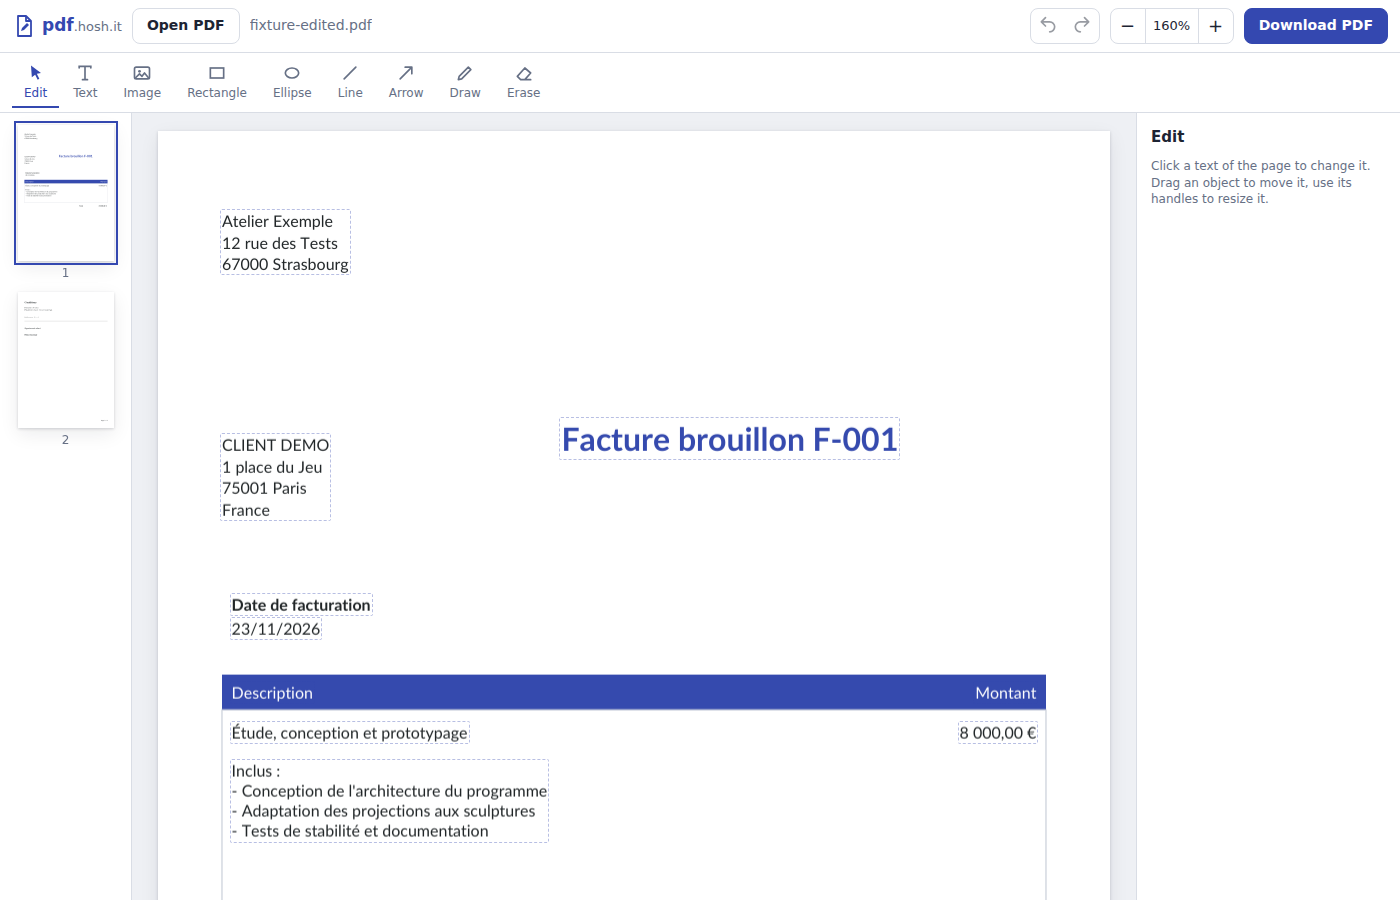 pdf.hosh.it
Open PDF
fixture-edited.pdf
− 160% +
Download PDF
Edit
Text
Image
Rectangle
Ellipse
Line
Arrow
Draw
Erase
1
2
Atelier Exemple
12 rue des Tests
67000 Strasbourg
Facture brouillon F-001
CLIENT DEMO
1 place du Jeu
75001 Paris
France
Date de facturation
23/11/2026
Description Montant
Étude, conception et prototypage 8 000,00 €
Inclus :
- Conception de l'architecture du programme
- Adaptation des projections aux sculptures
- Tests de stabilité et documentation
Edit
Click a text of the page to change it.
Drag an object to move it, use its
handles to resize it.